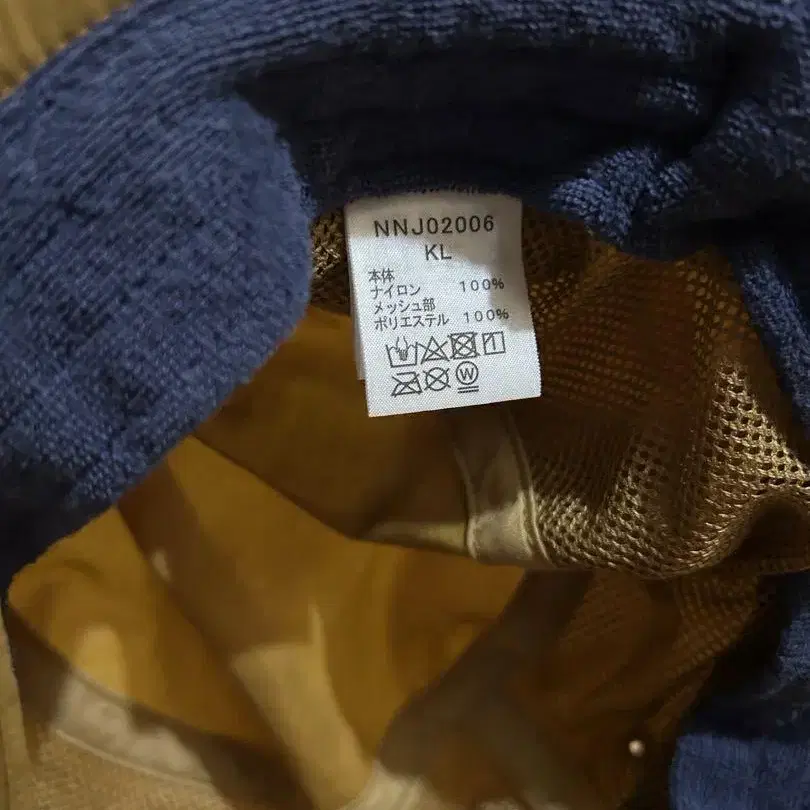 NNJ02006
KL
本体
ナイロン 100%
メッシュ部
ポリエステル 100%
W